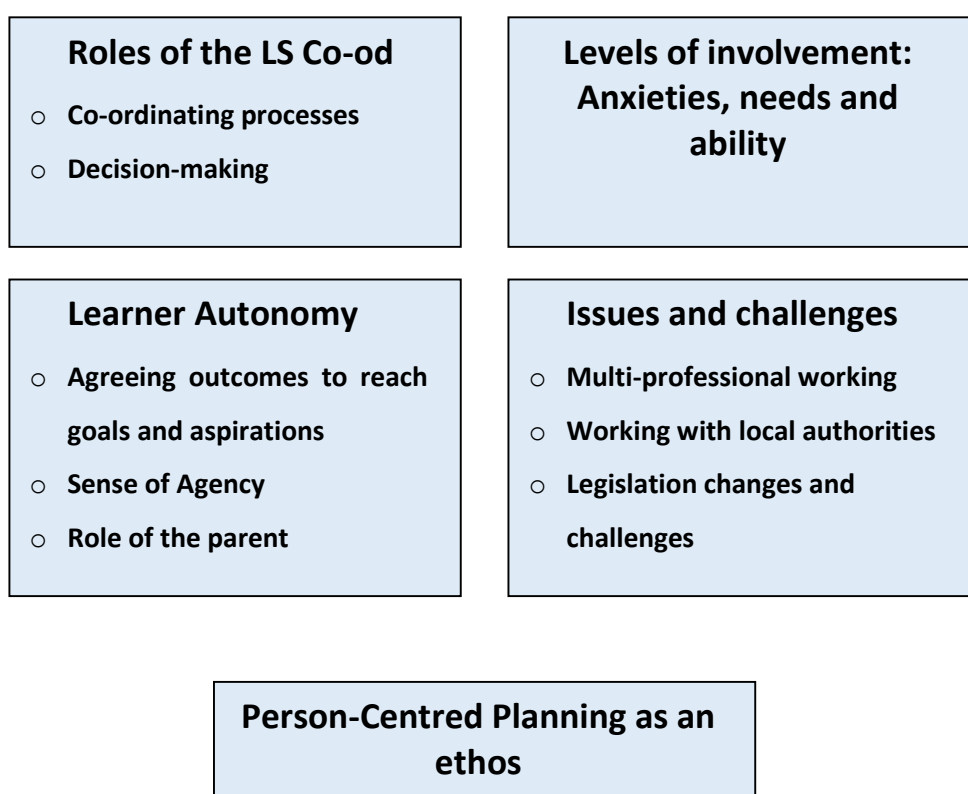 Roles of the LS Co-od
o Co-ordinating processes
o Decision-making
Levels of involvement:
Anxieties, needs and
ability
Learner Autonomy
o Agreeing outcomes to reach
goals and aspirations
o Sense of Agency
o Role of the parent
Issues and challenges
o Multi-professional working
o Working with local authorities
o Legislation changes and
challenges
Person-Centred Planning as an
ethos